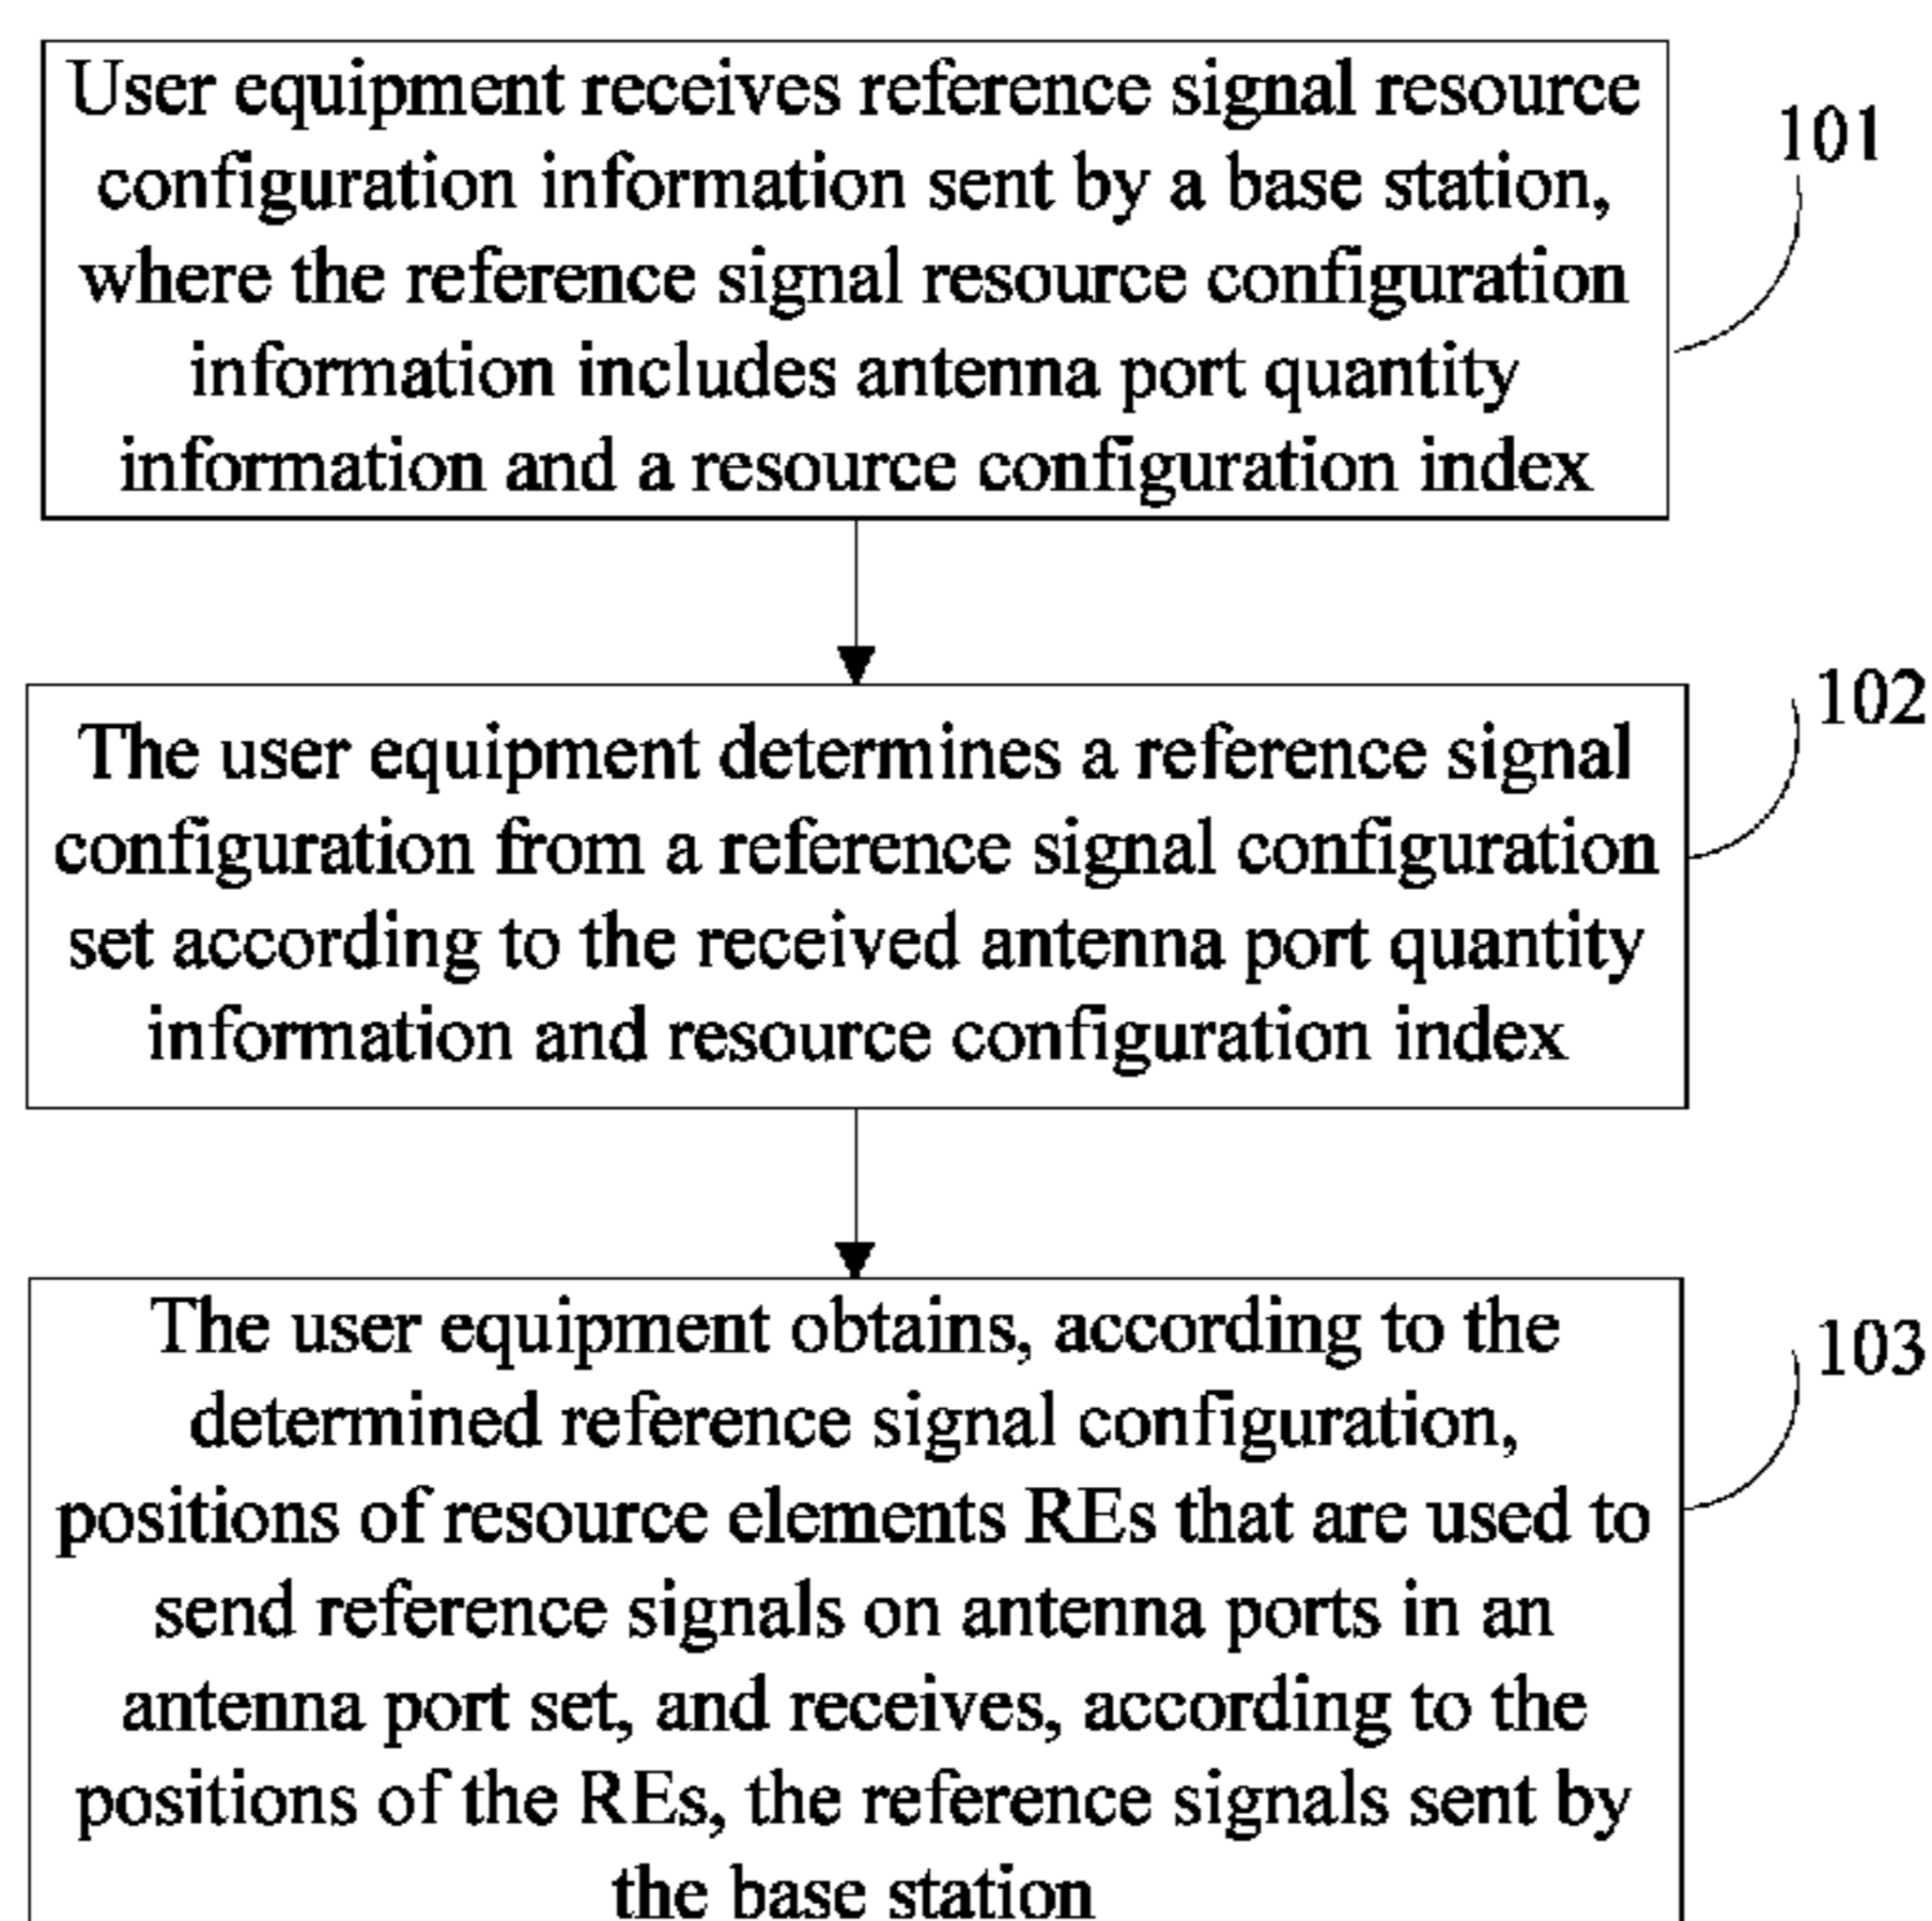 User equipment receives reference signal resource
configuration information sent by a base station,
where the reference signal resource configuration
information includes antenna port quantity
information and a resource configuration index
101
The user equipment determines a reference signal
configuration from a reference signal configuration
set according to the received antenna port quantity
information and resource configuration index
102
The user equipment obtains, according to the
determined reference signal configuration,
positions of resource elements REs that are used to
send reference signals on antenna ports in an
antenna port set, and receives, according to the
positions of the REs, the reference signals sent by
the base station
103